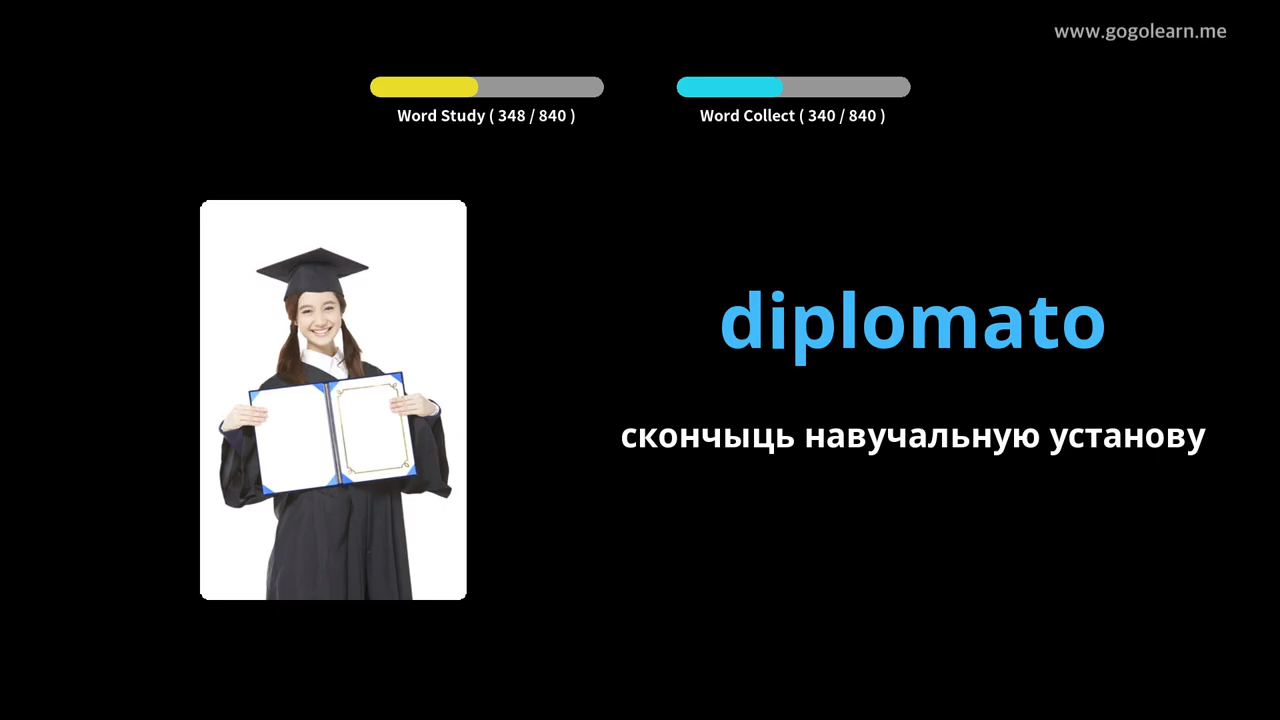 www.gogolearn.me
Word Study ( 348 / 840 )
Word Collect ( 340 / 840 )
diplomato
скончыць навучальную установу